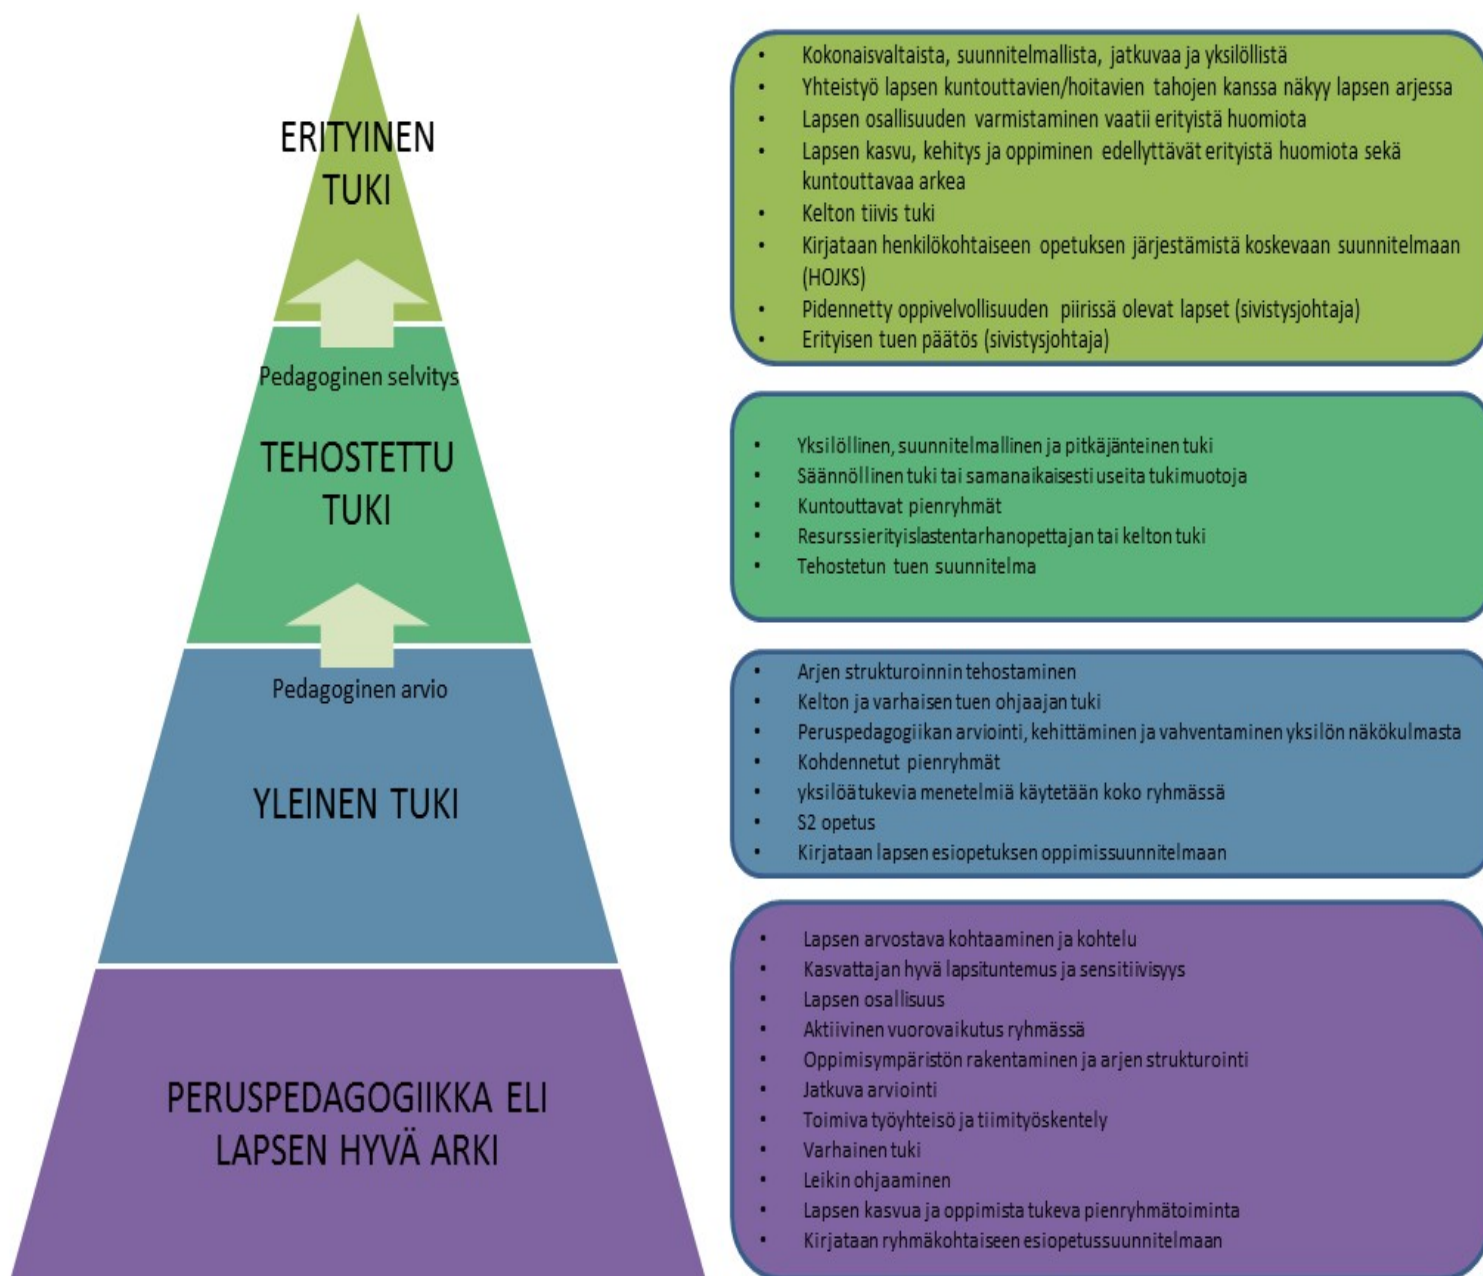 ERITYINEN
TUKI
• Kokonaisvaltaista, suunnitelmallista, jatkuvaa ja yksilöllistä
• Yhteistyö lapsen kuntouttavien/hoitavien tahojen kanssa näkyy lapsen arjessa
• Lapsen osallisuuden varmistaminen vaatii erityistä huomiota
• Lapsen kasvu, kehitys ja oppiminen edellyttävät erityistä huomiota sekä
kuntouttavaa arkea
• Kelton tiivis tuki
• Kirjataan henkilökohtaiseen opetuksen järjestämistä koskevaan suunnitelmaan
(HOJKS)
• Pidennetty oppivelvollisuuden piirissä olevat lapset (sivistysjohtaja)
• Erityisen tuen päätös (sivistysjohtaja)
Pedagoginen selvitys
TEHOSTETTU
TUKI
• Yksilöllinen, suunnitelmallinen ja pitkäjänteinen tuki
• Säännöllinen tuki tai samanaikaisesti useita tukimuotoja
• Kuntouttavat pienryhmät
• Resurssierityislastentarhanopettajan tai kelton tuki
• Tehostetun tuen suunnitelma
Pedagoginen arvio
YLEINEN TUKI
• Arjen strukturoinnin tehostaminen
• Kelton ja varhaisen tuen ohjaajan tuki
• Peruspedagogiikan arviointi, kehittäminen ja vahventaminen yksilön näkökulmasta
• Kohdennetut pienryhmät
• yksilöä tukevia menetelmiä käytetään koko ryhmässä
• S2 opetus
• Kirjataan lapsen esiopetuksen oppimissuunnitelmaan
PERUSPEDAGOGIIKKA ELI
LAPSEN HYVÄ ARKI
• Lapsen arvostava kohtaaminen ja kohtelu
• Kasvattajan hyvä lapsituntemus ja sensitiivisyys
• Lapsen osallisuus
• Aktiivinen vuorovaikutus ryhmässä
• Oppimisympäristön rakentaminen ja arjen strukturointi
• Jatkuva arviointi
• Toimiva työyhteisö ja tiimityöskentely
• Varhainen tuki
• Leikin ohjaaminen
• Lapsen kasvua ja oppimista tukeva pienryhmätoiminta
• Kirjataan ryhmäkohtaiseen esiopetussuunnitelmaan